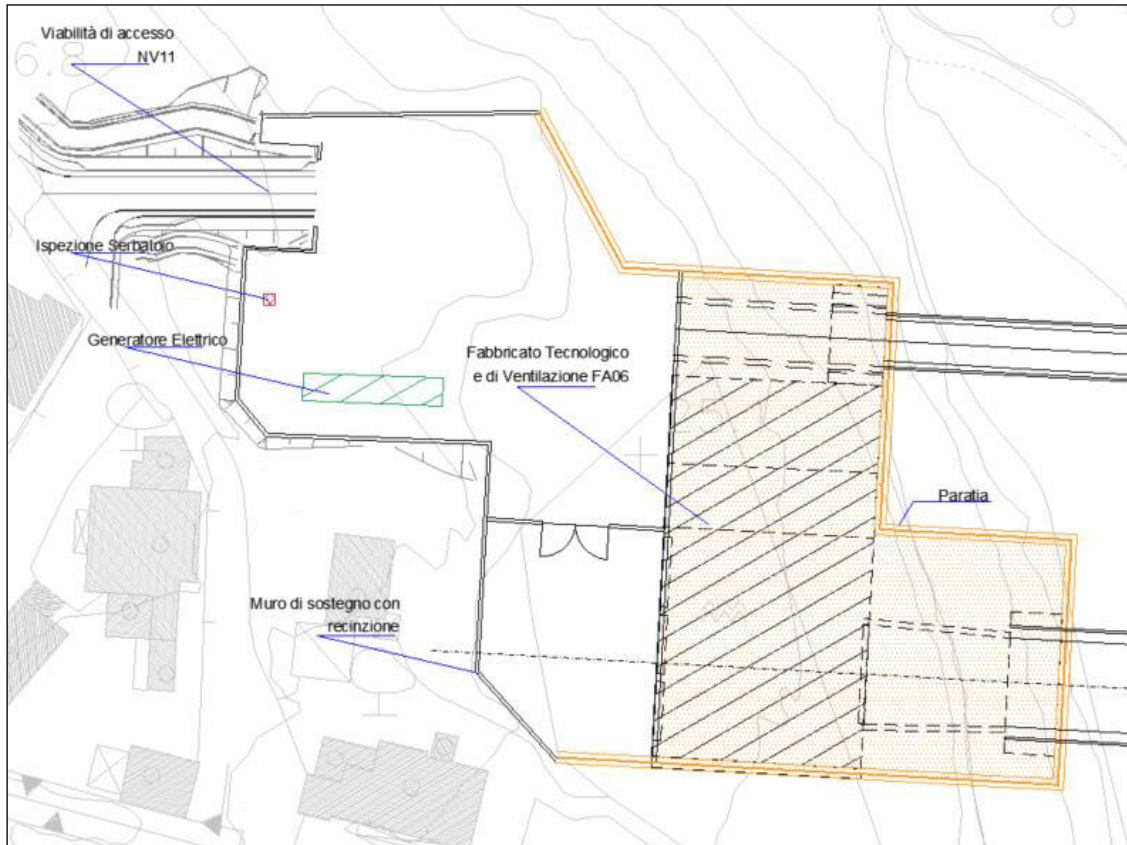 Viabilità di accesso
NV11
Ispezione Serbatoio
Generatore Elettrico
Fabbricato Tecnologico
e di Ventilazione FA06
Paratia
Muro di sostegno con
recinzione